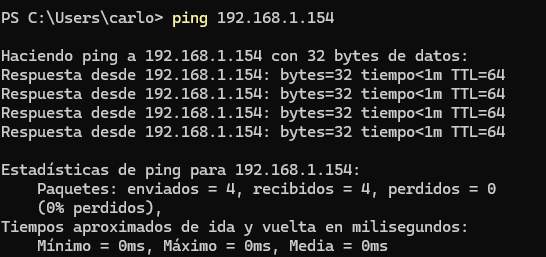 PS C:\Users\carlo> ping 192.168.1.154
Haciendo ping a 192.168.1.154 con 32 bytes de datos:
Respuesta desde 192.168.1.154: bytes=32 tiempo<1m TTL=64
Respuesta desde 192.168.1.154: bytes=32 tiempo<1m TTL=64
Respuesta desde 192.168.1.154: bytes=32 tiempo<1m TTL=64
Respuesta desde 192.168.1.154: bytes=32 tiempo<1m TTL=64
Estadísticas de ping para 192.168.1.154:
    Paquetes: enviados = 4, recibidos = 4, perdidos = 0
    (0% perdidos),
Tiempos aproximados de ida y vuelta en milisegundos:
    Mínimo = 0ms, Máximo = 0ms, Media = 0ms